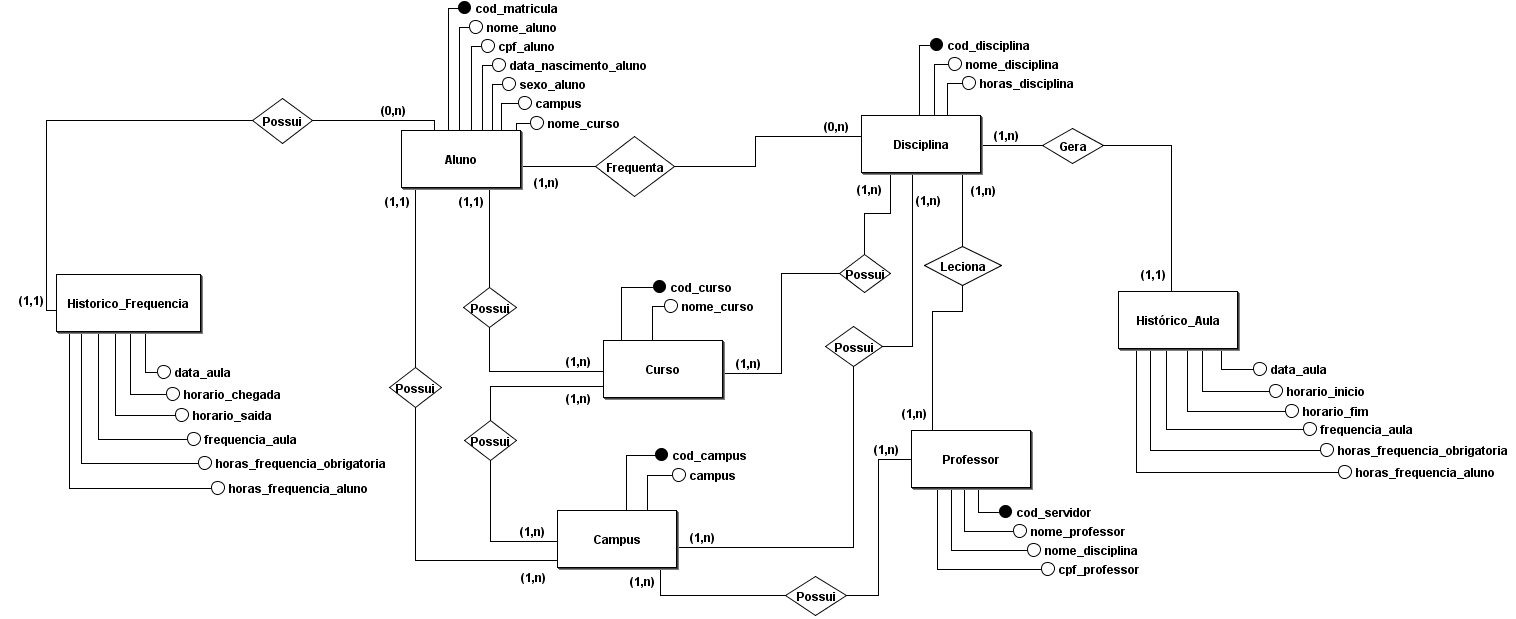 cod_matricula
nome_aluno
cpf_aluno
data_nascimento_aluno
sexo_aluno
campus
nome_curso
cod_disciplina
nome_disciplina
horas_disciplina
Possui
(0,n)
Aluno
(1,n)
Frequenta
(0,n)
Disciplina
(1,n)
Gera
(1,1)
(1,1)
(1,n)
(1,n)
(1,n)
Leciona
Possui
(1,1)
Historico_Frequencia
(1,1)
Histórico_Aula
cod_curso
nome_curso
Possui
Possui
(1,n)
Curso
(1,n)
(1,n)
Possui
Possui
data_aula
horario_chegada
horario_saida
frequencia_aula
horas_frequencia_obrigatoria
horas_frequencia_aluno
data_aula
horario_inicio
horario_fim
frequencia_aula
horas_frequencia_obrigatoria
horas_frequencia_aluno
(1,n)
(1,n)
Professor
cod_campus
campus
(1,n)
Campus
(1,n)
(1,n)
(1,n)
Possui
cod_servidor
nome_professor
nome_disciplina
cpf_professor